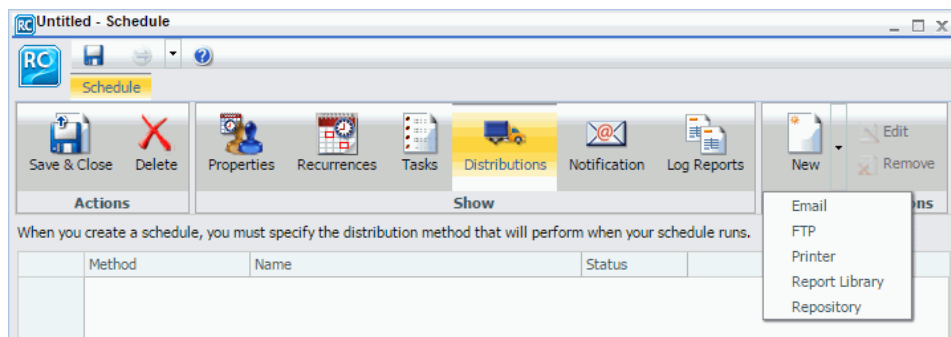 RC Untitled - Schedule
RC
Schedule
Save & Close Delete Properties Recurrences Tasks Distributions Notification Log Reports New Edit
Remove
Actions Show ons
Email
FTP
Printer
Report Library
Repository
When you create a schedule, you must specify the distribution method that will perform when your schedule runs.
Method Name Status